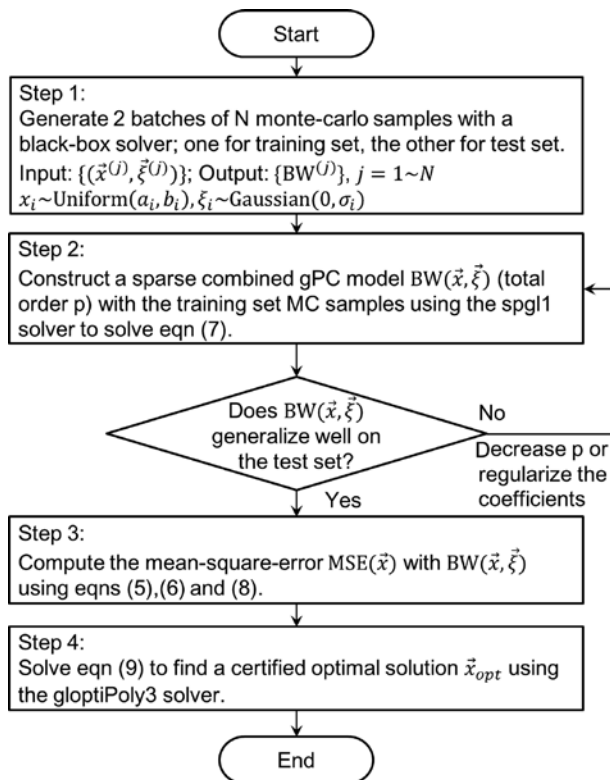 Start
Step 1:
Generate 2 batches of N monte-carlo samples with a
black-box solver; one for training set, the other for test set.
Input: {(x⃗^(j), ξ⃗^(j))}; Output: {BW^(j)}, j = 1~N
x_i~Uniform(a_i, b_i), ξ_i~Gaussian(0, σ_i)
Step 2:
Construct a sparse combined gPC model BW(x⃗, ξ⃗) (total
order p) with the training set MC samples using the spgl1
solver to solve eqn (7).
Does BW(x⃗, ξ⃗)
generalize well on
the test set?
No
Decrease p or
regularize the
coefficients
Yes
Step 3:
Compute the mean-square-error MSE(x⃗) with BW(x⃗, ξ⃗)
using eqns (5),(6) and (8).
Step 4:
Solve eqn (9) to find a certified optimal solution x⃗_opt using
the gloptiPoly3 solver.
End